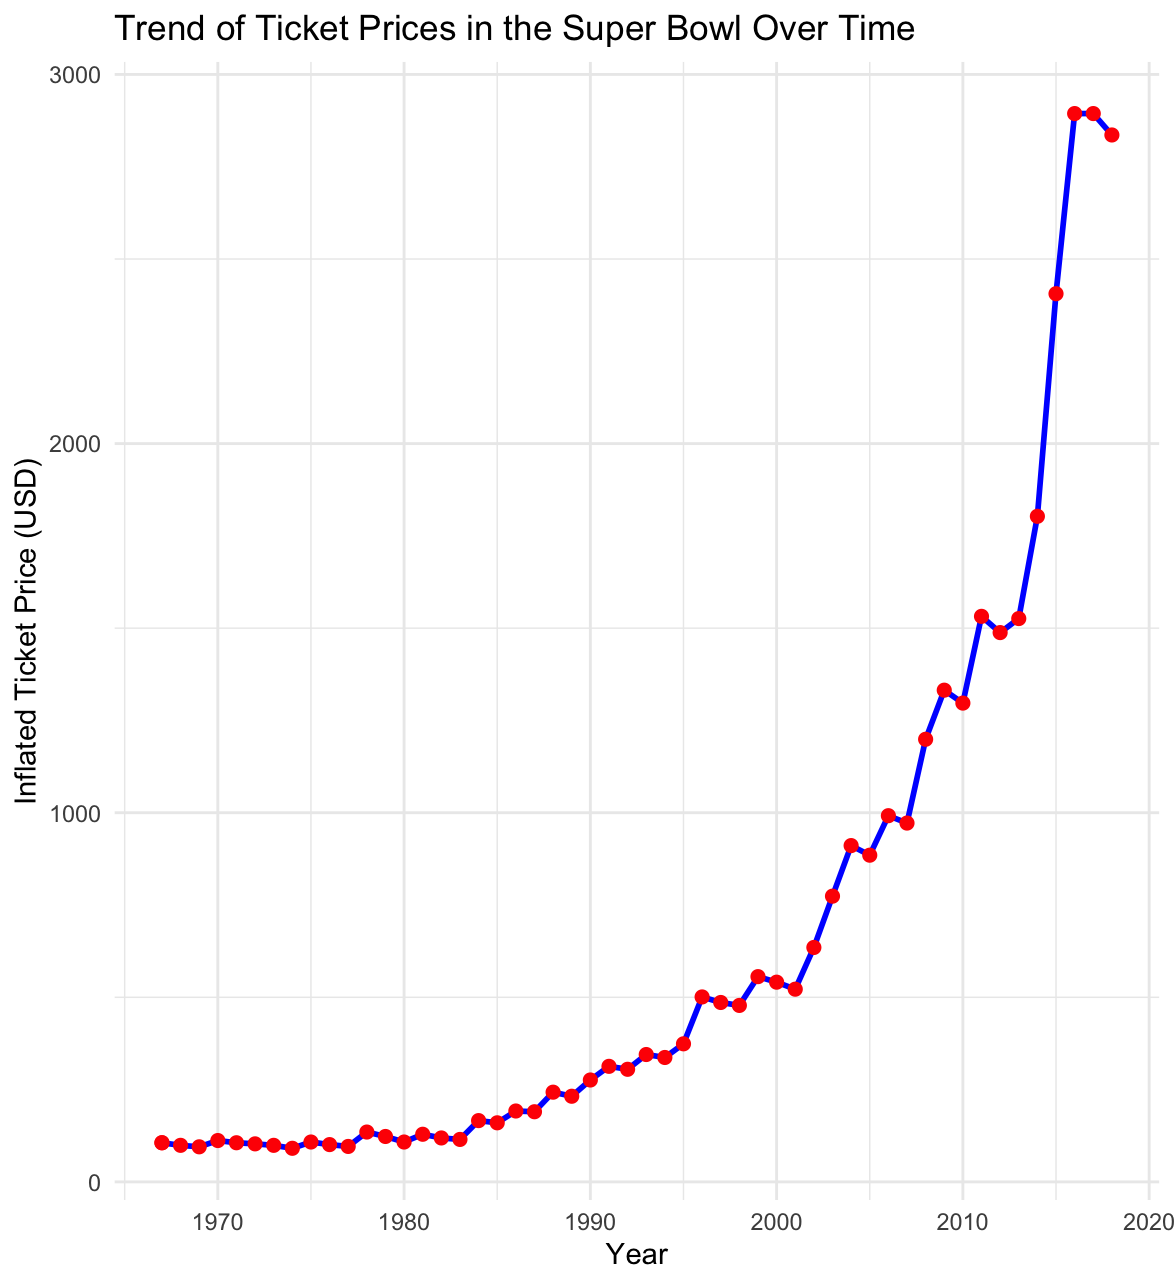 Trend of Ticket Prices in the Super Bowl Over Time
3000
2000
1000
0
Inflated Ticket Price (USD)
1970 1980 1990 2000 2010 2020
Year